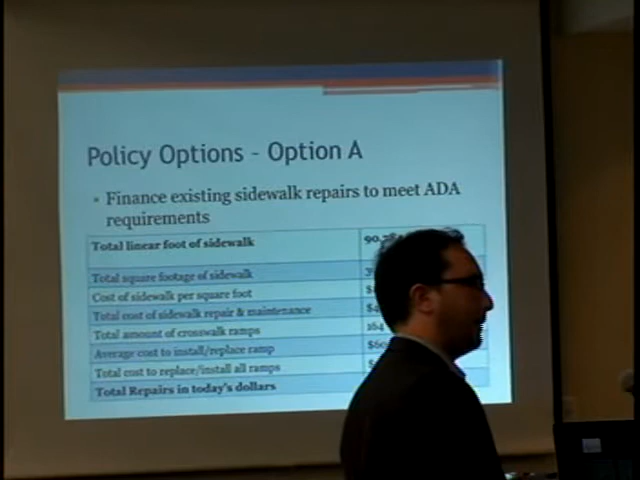 Policy Options – Option A
• Finance existing sidewalk repairs to meet ADA
requirements
Total linear foot of sidewalk
Total square footage of sidewalk
Cost of sidewalk per square foot
Total cost of sidewalk repair & maintenance
Total amount of crosswalk ramps 164
Average cost to install/replace ramp
Total cost to replace/install all ramps
Total Repairs in today's dollars